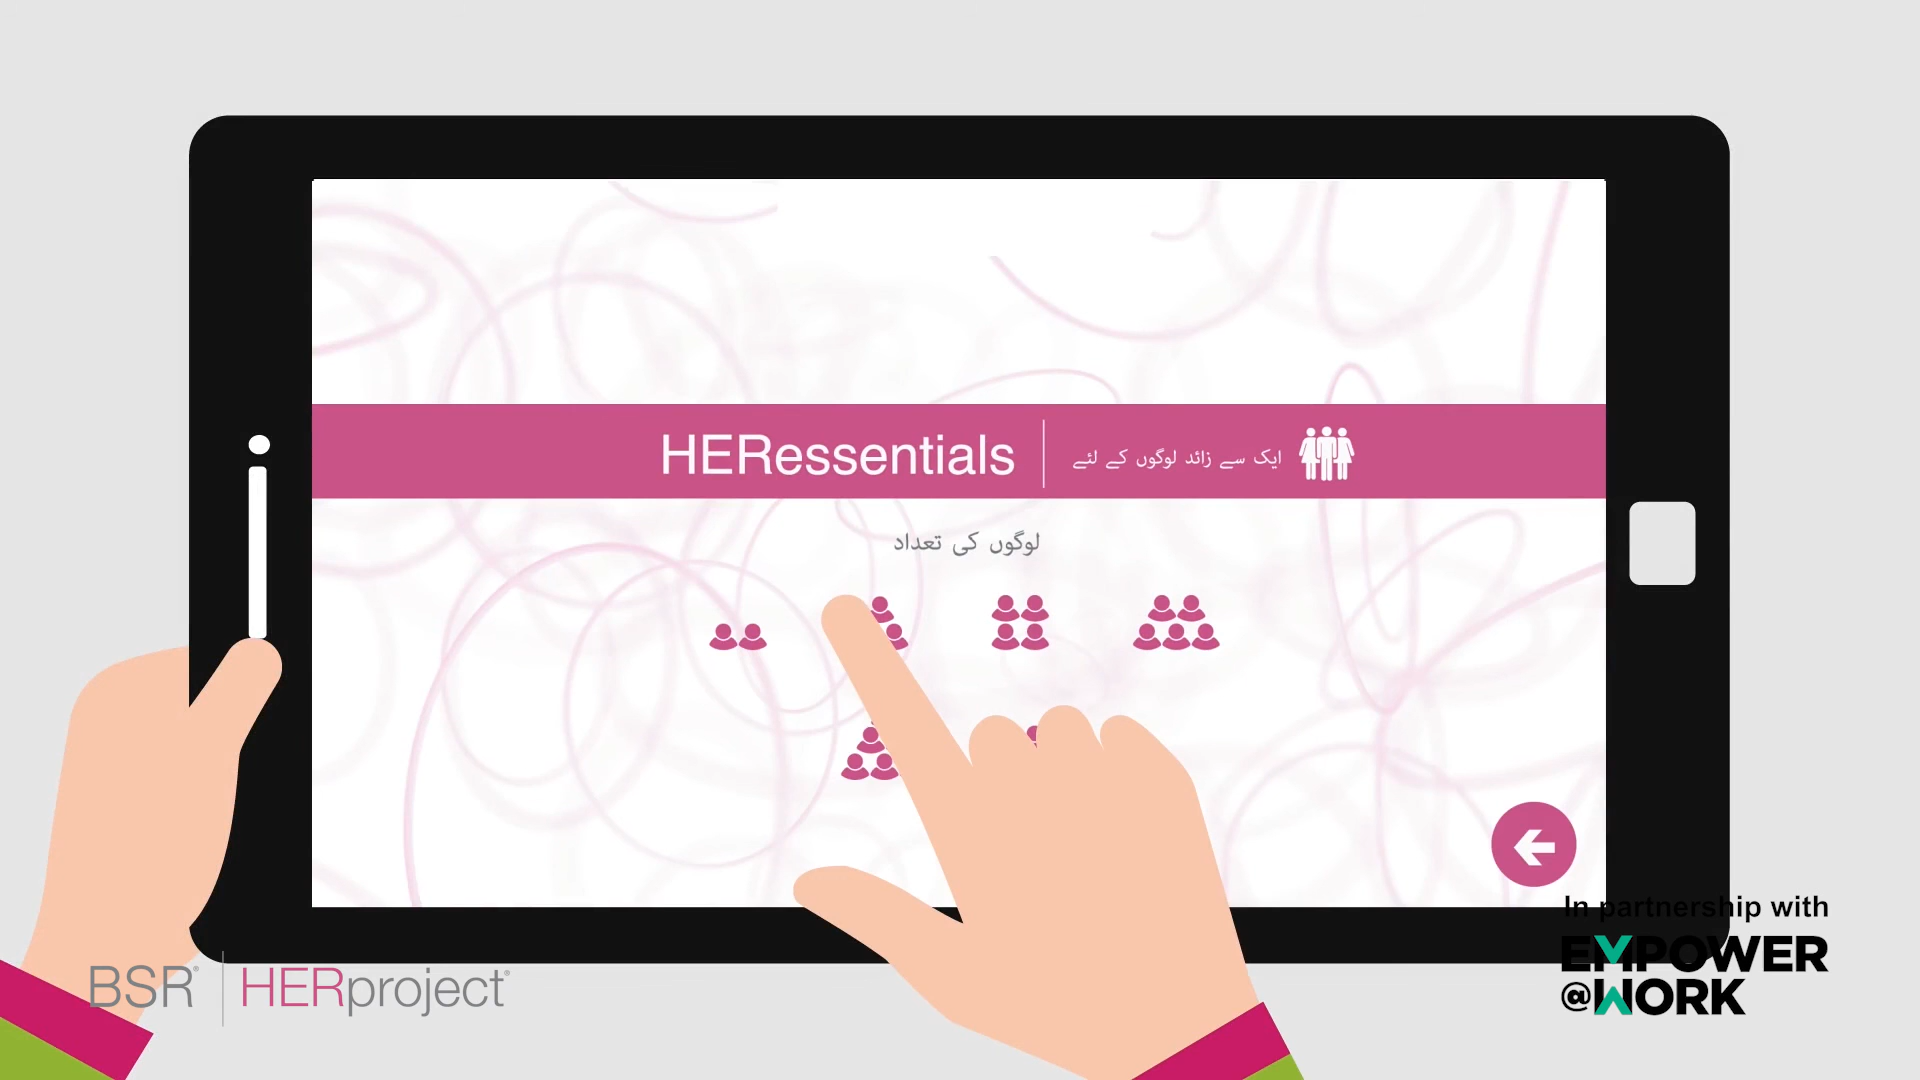 HERessentials
ایک سے زائد لوگوں کے لئے
لوگوں کی تعداد
In partnership with
EMPOWER
@WORK
BSR® HERproject®